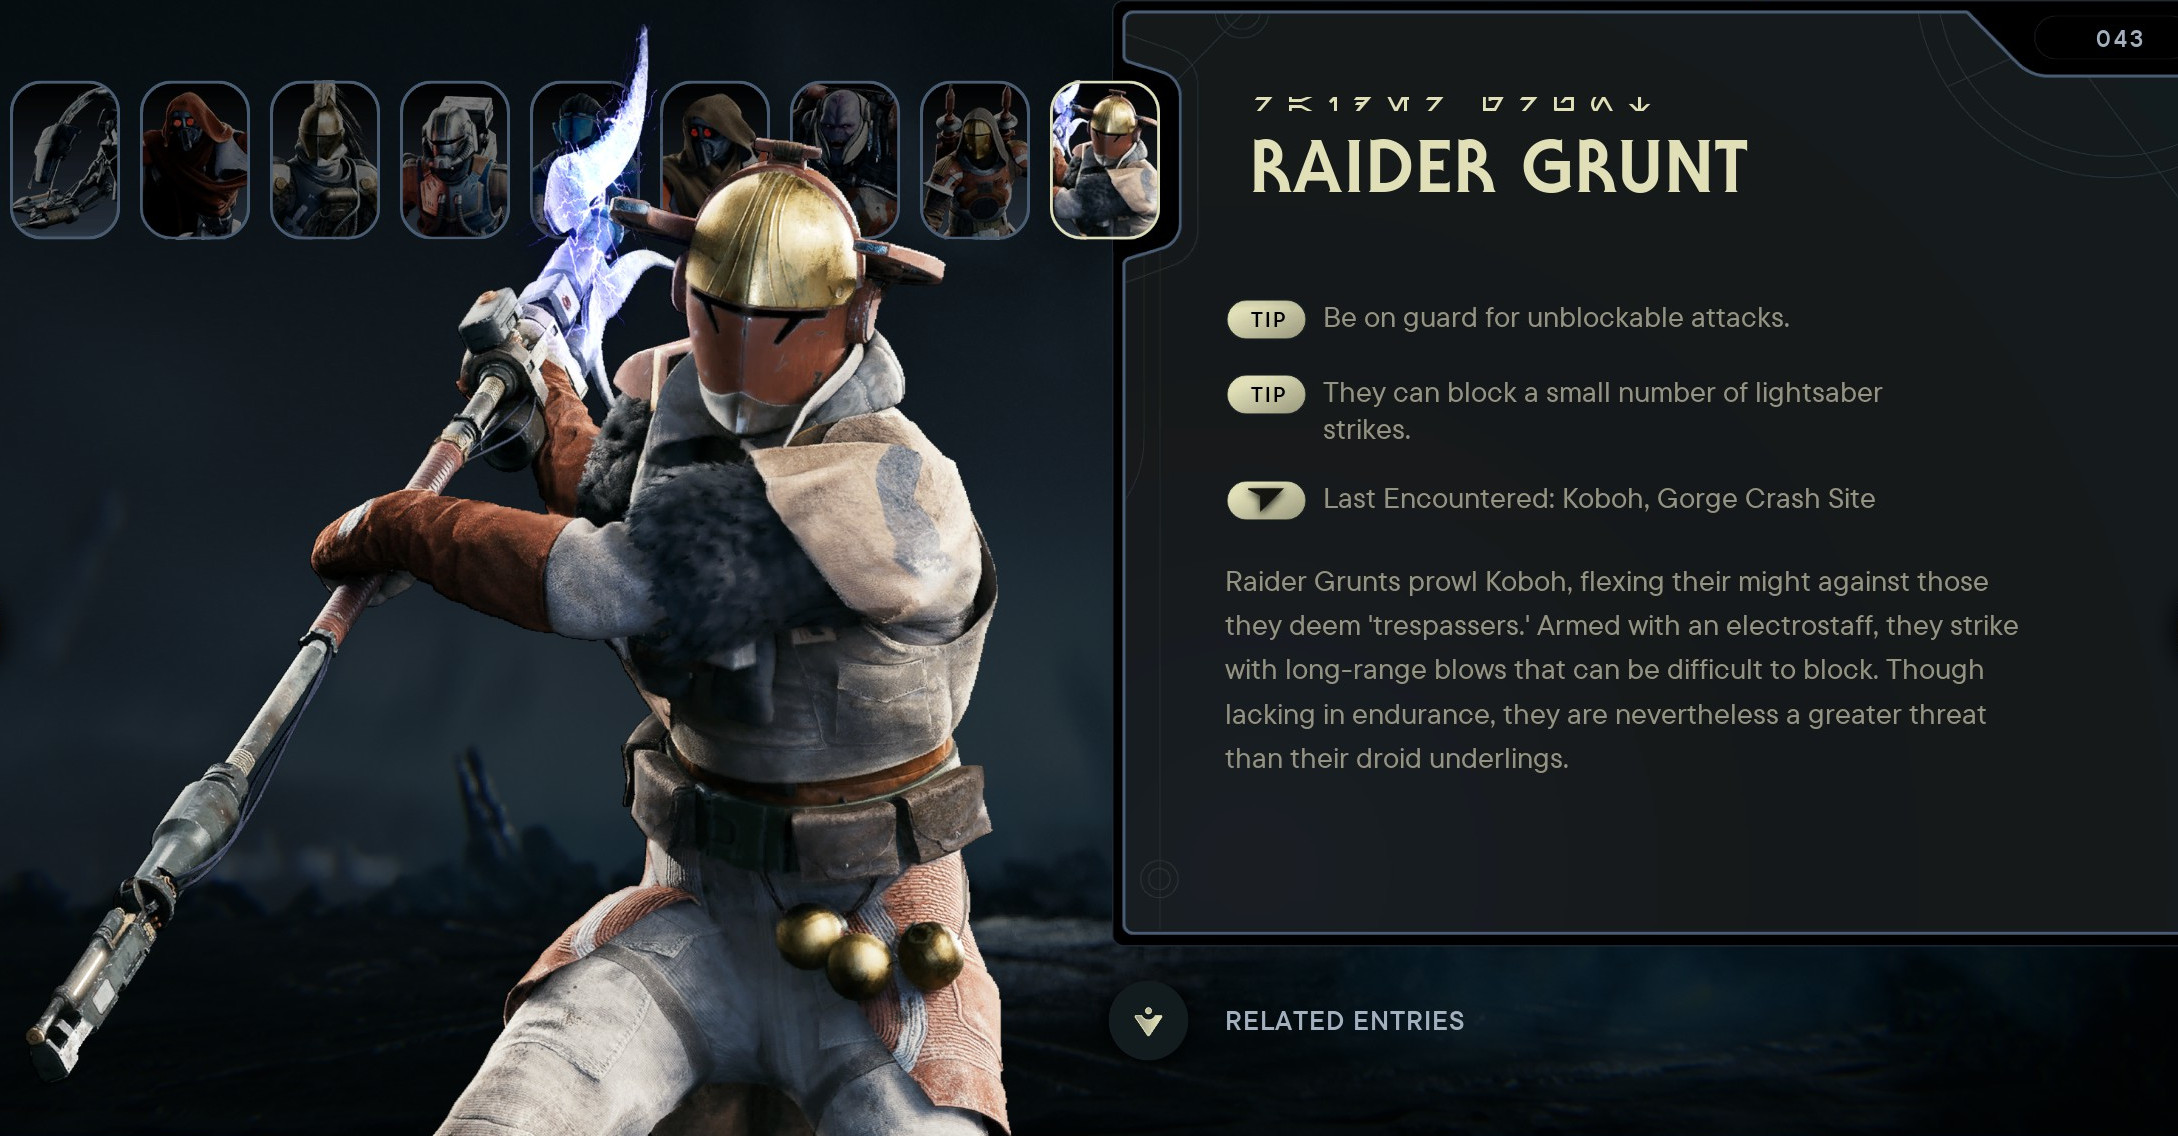 043
RAIDER GRUNT
TIP Be on guard for unblockable attacks.
TIP They can block a small number of lightsaber
strikes.
Last Encountered: Koboh, Gorge Crash Site
Raider Grunts prowl Koboh, flexing their might against those
they deem 'trespassers.' Armed with an electrostaff, they strike
with long-range blows that can be difficult to block. Though
lacking in endurance, they are nevertheless a greater threat
than their droid underlings.
RELATED ENTRIES